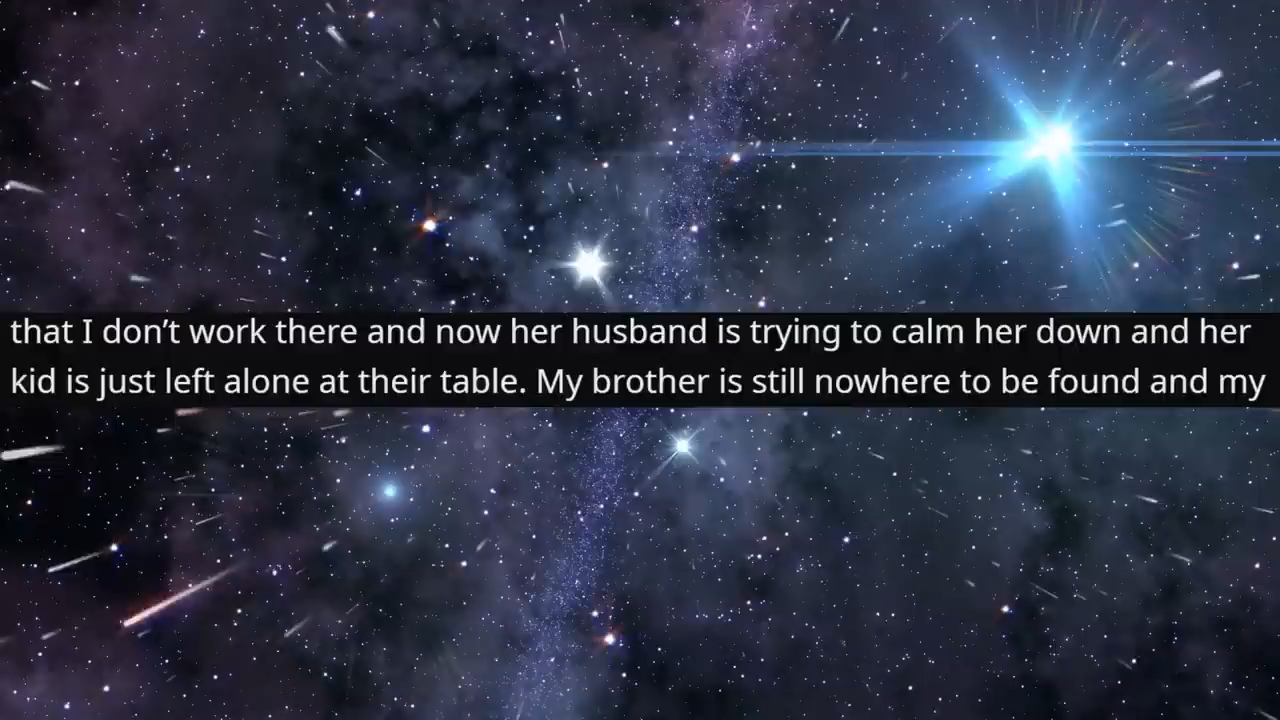 that I don’t work there and now her husband is trying to calm her down and her
kid is just left alone at their table. My brother is still nowhere to be found and my